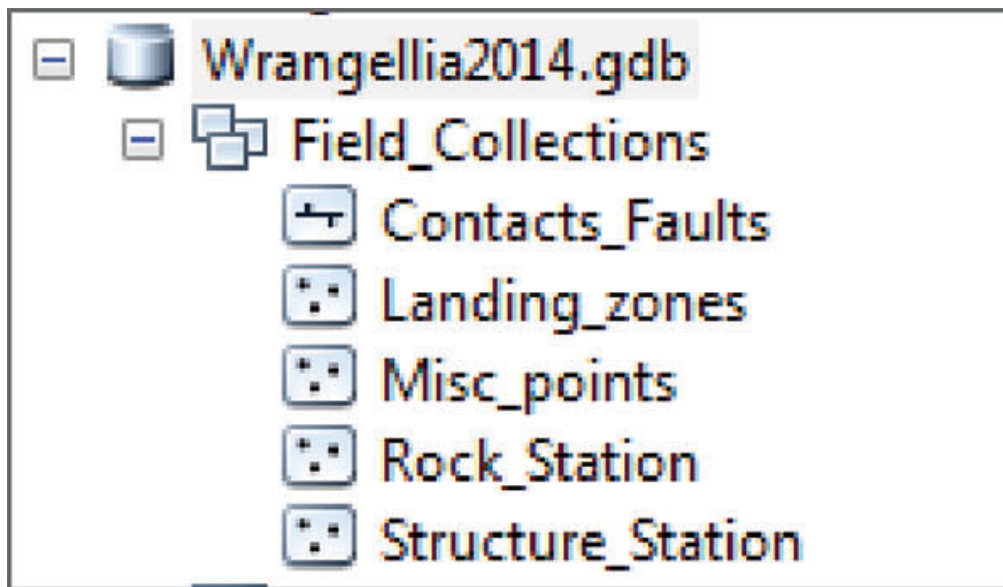 Wrangellia2014.gdb
Field_Collections
Contacts_Faults
Landing_zones
Misc_points
Rock_Station
Structure_Station